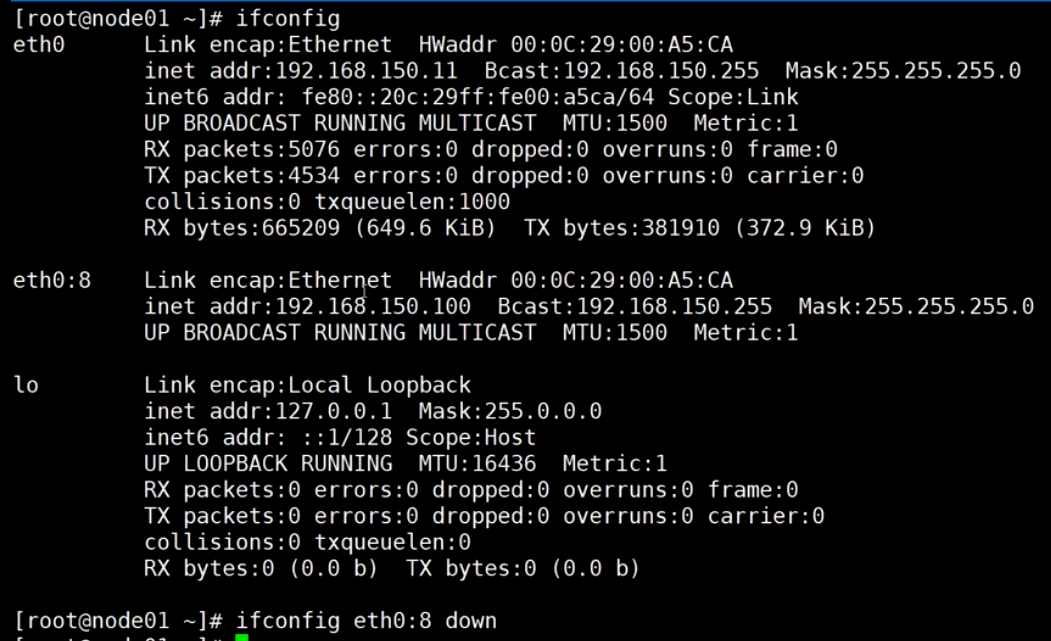 [root@node01 ~]# ifconfig
eth0      Link encap:Ethernet  HWaddr 00:0C:29:00:A5:CA
          inet addr:192.168.150.11  Bcast:192.168.150.255  Mask:255.255.255.0
          inet6 addr: fe80::20c:29ff:fe00:a5ca/64 Scope:Link
          UP BROADCAST RUNNING MULTICAST  MTU:1500  Metric:1
          RX packets:5076 errors:0 dropped:0 overruns:0 frame:0
          TX packets:4534 errors:0 dropped:0 overruns:0 carrier:0
          collisions:0 txqueuelen:1000
          RX bytes:665209 (649.6 KiB)  TX bytes:381910 (372.9 KiB)

eth0:8    Link encap:Ethernet  HWaddr 00:0C:29:00:A5:CA
          inet addr:192.168.150.100  Bcast:192.168.150.255  Mask:255.255.255.0
          UP BROADCAST RUNNING MULTICAST  MTU:1500  Metric:1

lo        Link encap:Local Loopback
          inet addr:127.0.0.1  Mask:255.0.0.0
          inet6 addr: ::1/128 Scope:Host
          UP LOOPBACK RUNNING  MTU:16436  Metric:1
          RX packets:0 errors:0 dropped:0 overruns:0 frame:0
          TX packets:0 errors:0 dropped:0 overruns:0 carrier:0
          collisions:0 txqueuelen:0
          RX bytes:0 (0.0 b)  TX bytes:0 (0.0 b)

[root@node01 ~]# ifconfig eth0:8 down